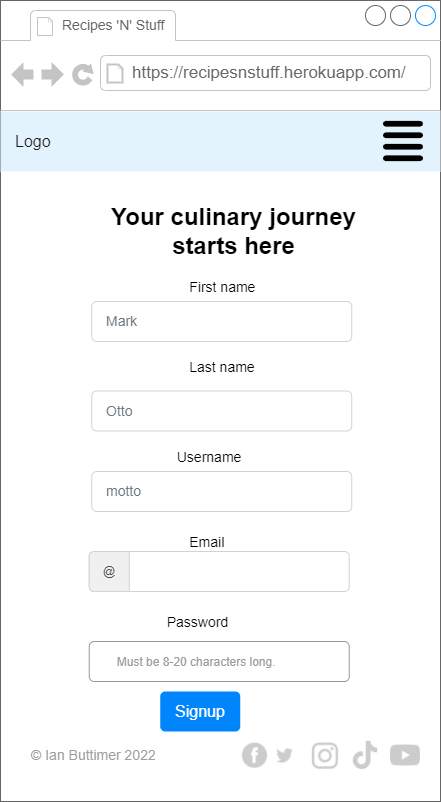 Recipes 'N' Stuff
https://recipesnstuff.herokuapp.com/
Logo
Your culinary journey
starts here
First name
Mark
Last name
Otto
Username
motto
Email
@
Password
Must be 8-20 characters long.
Signup
© Ian Buttimer 2022